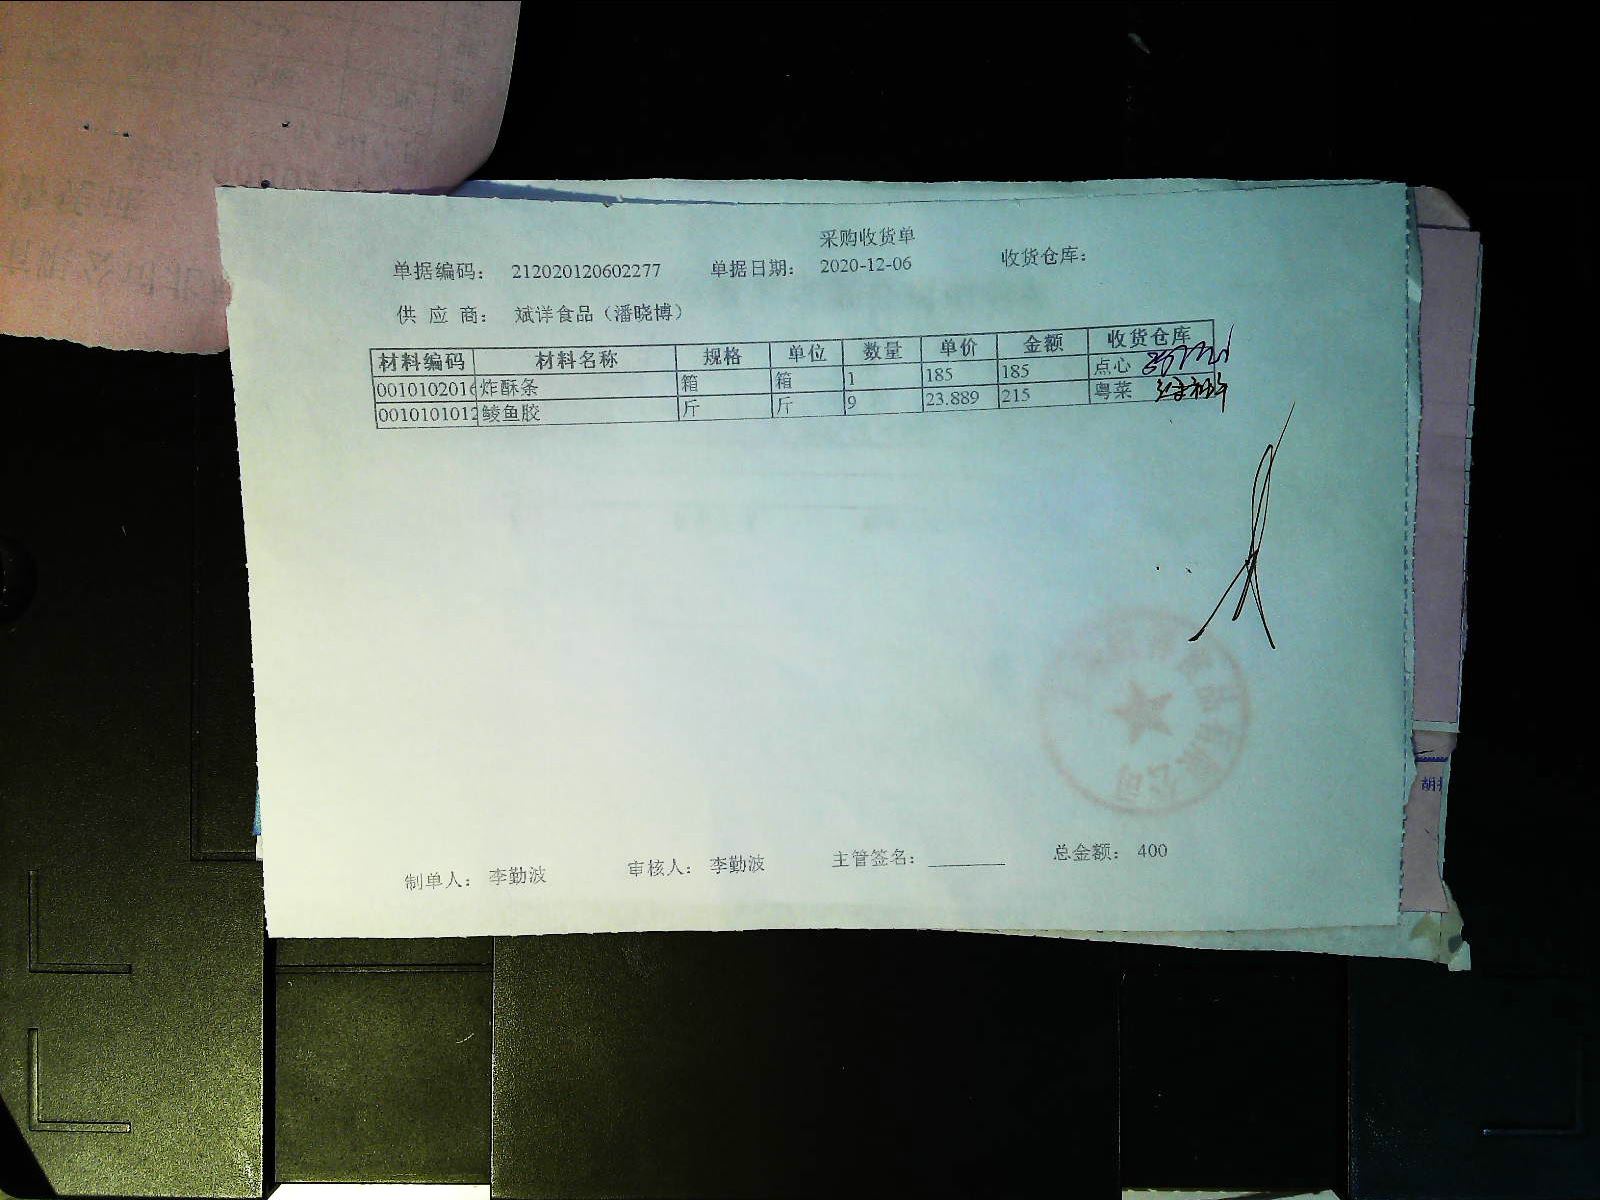 采购收货单
单据编码： 212020120602277 单据日期： 2020-12-06 收货仓库：
供 应 商： 斌洋食品（潘晓博）
材料编码 材料名称 规格 单位 数量 单价 金额 收货仓库
001010201 炸酥条 箱 箱 1 185 185 点心
0010101012 鲮鱼胶 斤 斤 9 23.889 215 粤菜
制单人： 李勤波 审核人： 李勤波 主管签名： 总金额： 400